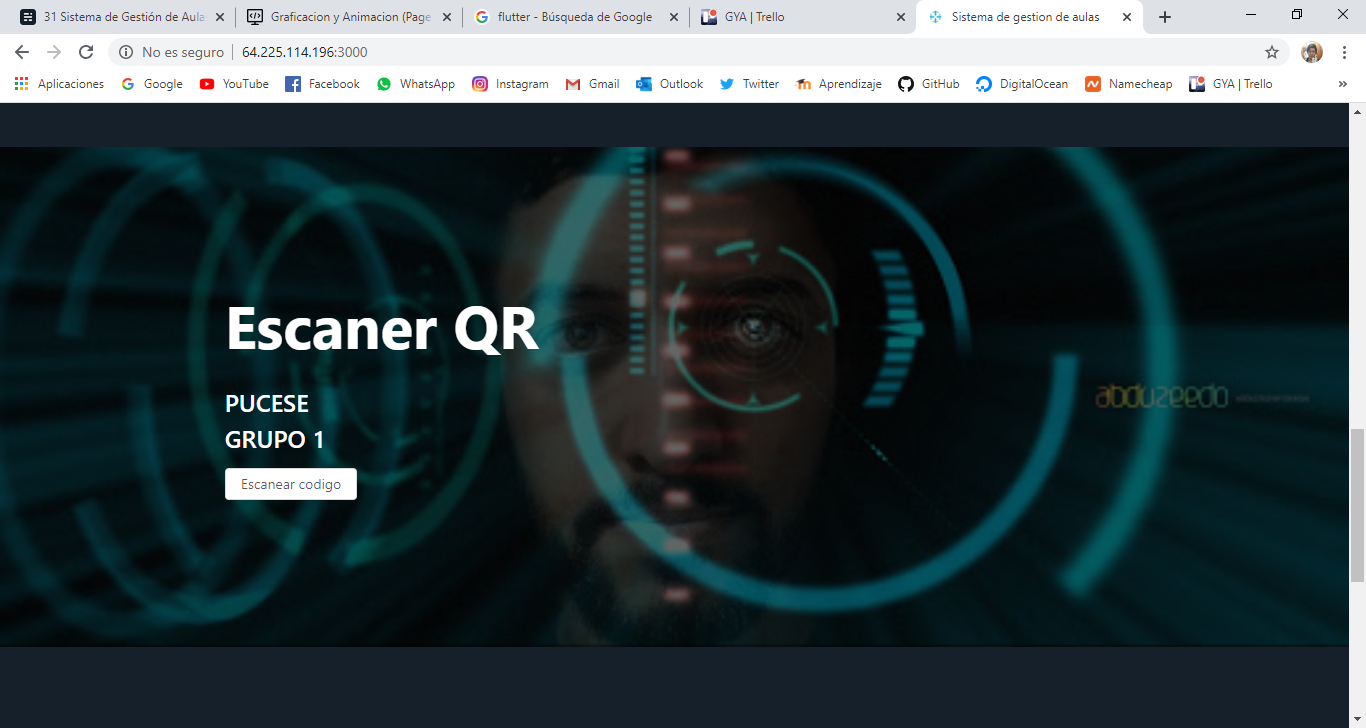 31 Sistema de Gestión de Aula
Graficacion y Animacion (Page
flutter - Búsqueda de Google
GYA | Trello
Sistema de gestion de aulas
No es seguro
64.225.114.196:3000
Aplicaciones
Google
YouTube
Facebook
WhatsApp
Instagram
Gmail
Outlook
Twitter
Aprendizaje
GitHub
DigitalOcean
Namecheap
GYA | Trello
Escaner QR
abduzeedo
PUCESE
GRUPO 1
Escanear codigo